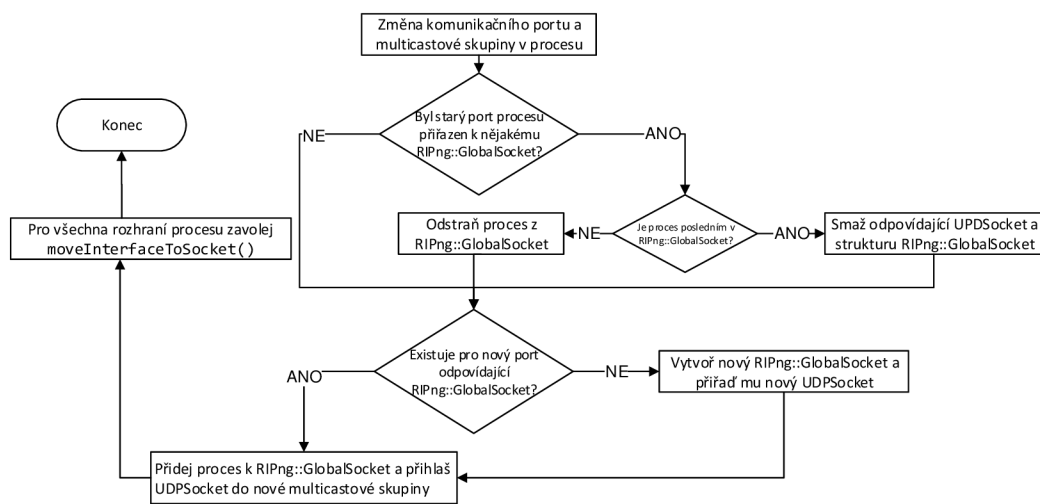 Změna komunikačního portu a
multicastové skupiny v procesu
Byl starý port procesu
přiřazen k nějakému
RIPng::GlobalSocket?
NE
ANO
Konec
Pro všechna rozhraní procesu zavolej
moveInterfaceToSocket()
Odstraň proces z
RIPng::GlobalSocket
NE
Je proces posledním v
RIPng::GlobalSocket?
ANO
Smaž odpovídající UPDSocket a
strukturu RIPng::GlobalSocket
Existuje pro nový port
odpovídající
RIPng::GlobalSocket?
ANO
NE
Vytvoř nový RIPng::GlobalSocket a
přiřaď mu nový UDPSocket
Přidej proces k RIPng::GlobalSocket a přihlaš
UDPSocket do nové multicastové skupiny